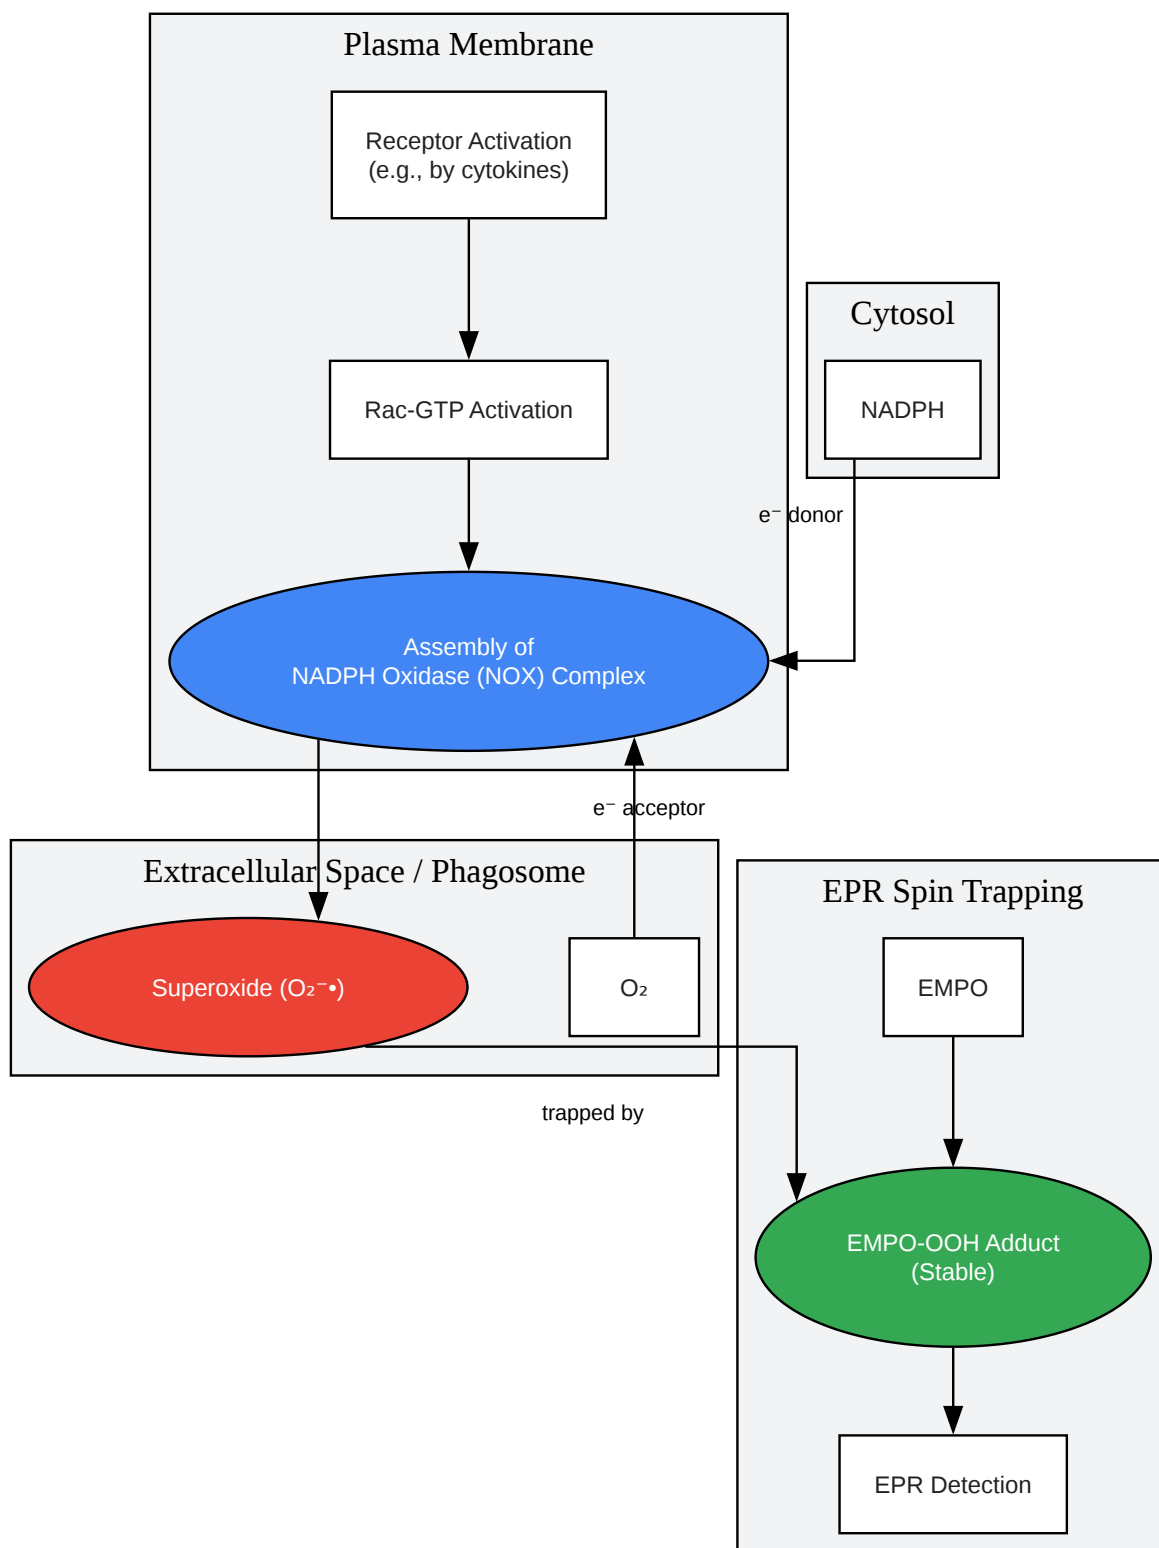 Plasma Membrane
Receptor Activation
(e.g., by cytokines)
Cytosol
Rac-GTP Activation
NADPH
e⁻ donor
Assembly of
NADPH Oxidase (NOX) Complex
e⁻ acceptor
Extracellular Space / Phagosome
EPR Spin Trapping
Superoxide (O₂⁻•)
O₂
EMPO
trapped by
EMPO-OOH Adduct
(Stable)
EPR Detection